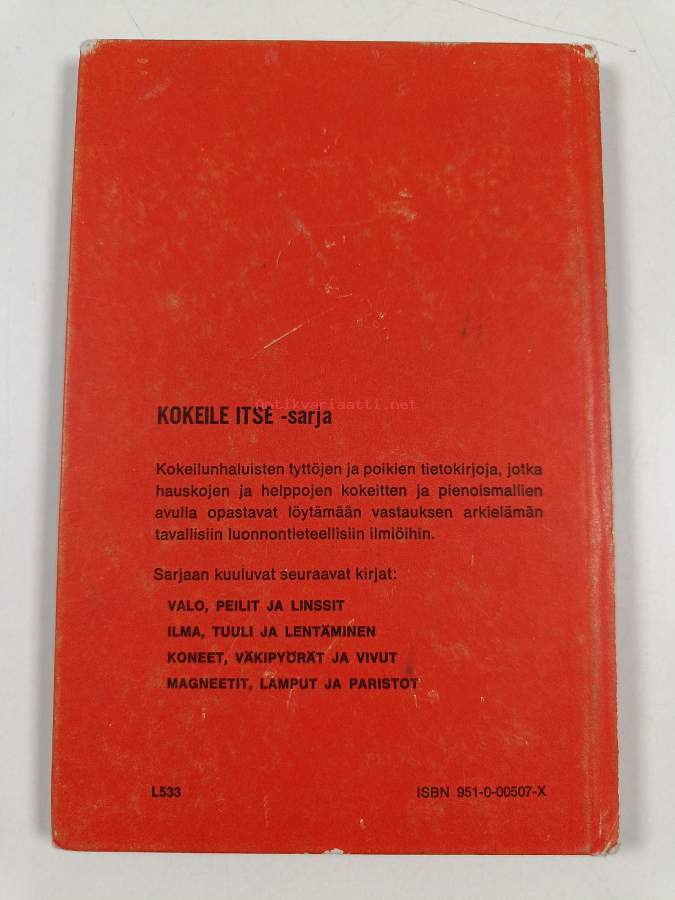 KOKEILE ITSE -sarja
Antikvariaatti.net
Kokeilunhaluisten tyttöjen ja poikien tietokirjoja, jotka
hauskojen ja helppojen kokeitten ja pienoismallien
avulla opastavat löytämään vastauksen arkielämän
tavallisiin luonnontieteellisiin ilmiöihin.
Sarjaan kuuluvat seuraavat kirjat:
VALO, PEILIT JA LINSSIT
ILMA, TUULI JA LENTÄMINEN
KONEET, VÄKIPYÖRÄT JA VIVUT
MAGNEETIT, LAMPUT JA PARISTOT
L533
ISBN 951-0-00507-X